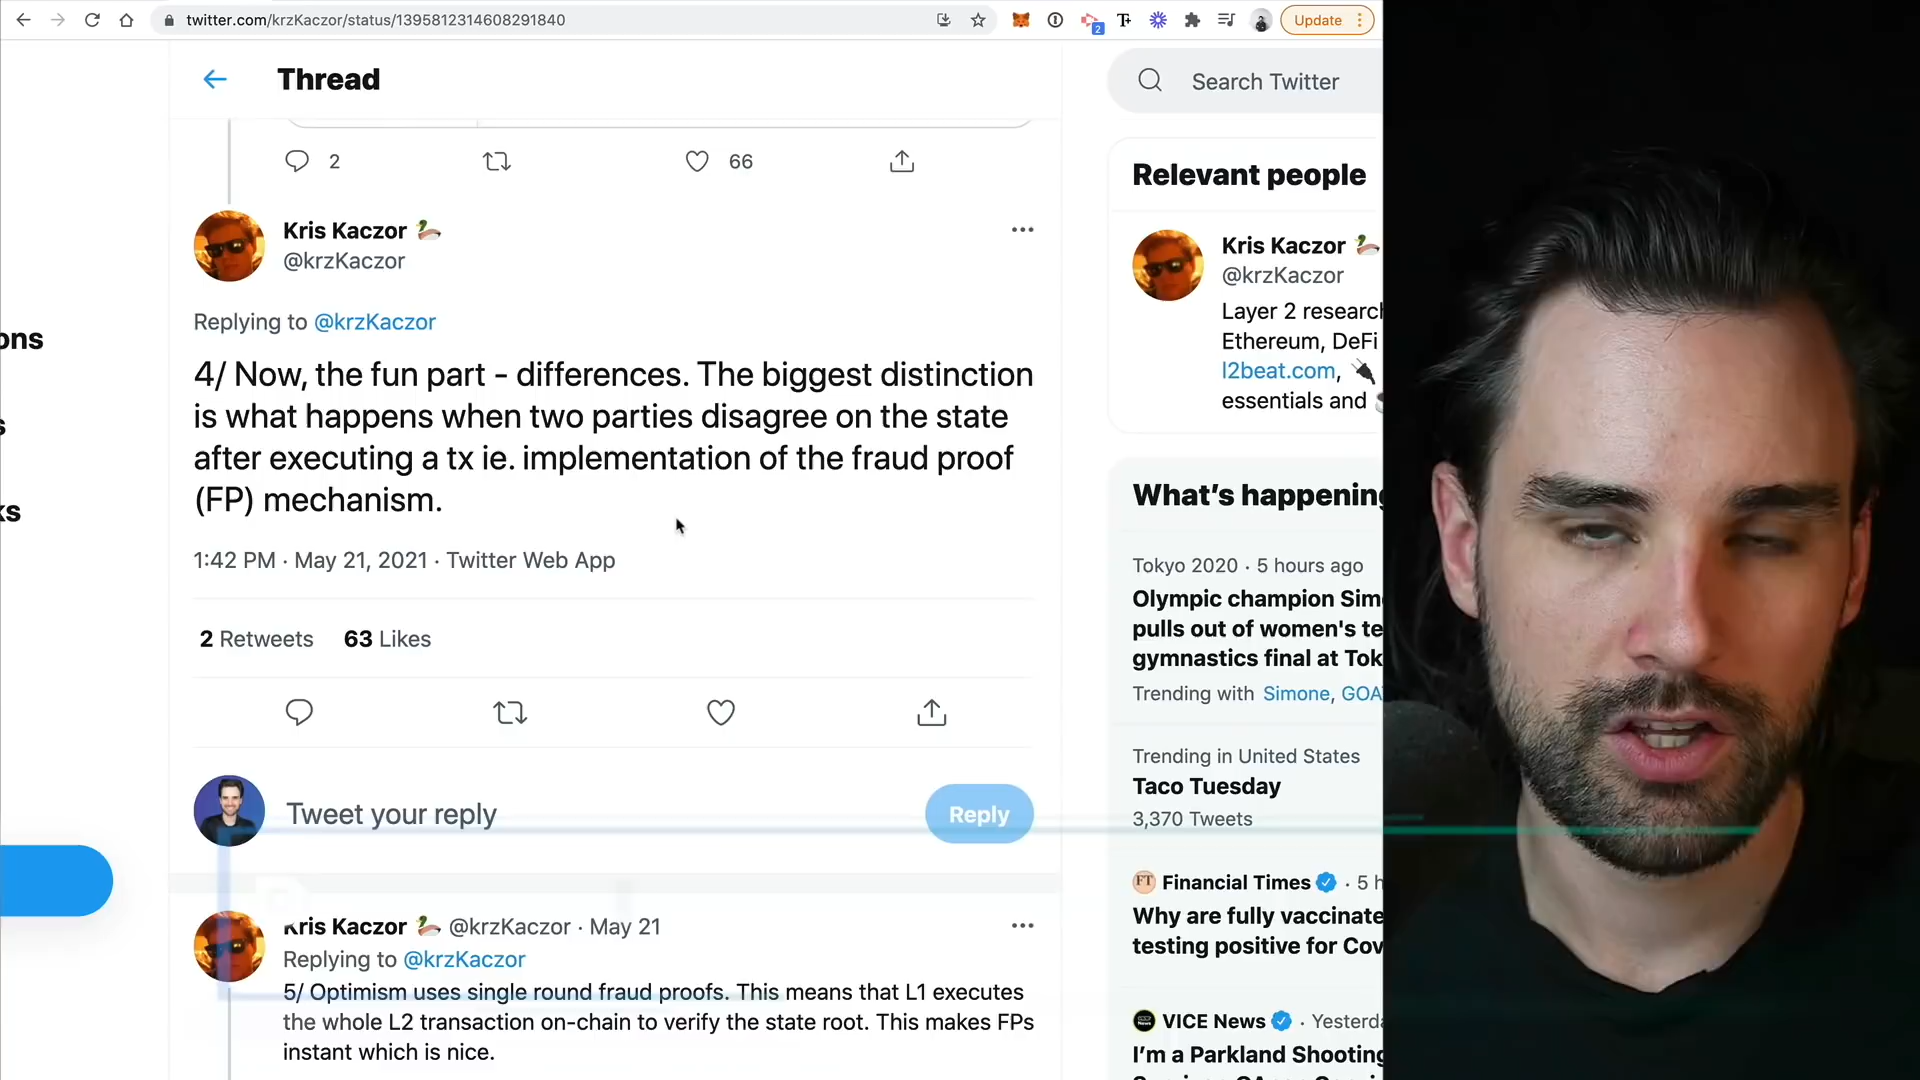 twitter.com/krzKaczor/status/1395812314608291840
2
Update
Thread
Search Twitter
2
66
Relevant people
Kris Kaczor
@krzKaczor
Kris Kaczor
@krzKaczor
Layer 2 research
Ethereum, DeFi
l2beat.com,
essentials and
Replying to @krzKaczor
ons
s
ks
4/ Now, the fun part - differences. The biggest distinction
is what happens when two parties disagree on the state
after executing a tx ie. implementation of the fraud proof
(FP) mechanism.
1:42 PM · May 21, 2021 · Twitter Web App
2 Retweets 63 Likes
What's happening
Tokyo 2020 · 5 hours ago
Olympic champion Sim
pulls out of women's te
gymnastics final at Tok
Trending with Simone, GOA
Trending in United States
Taco Tuesday
3,370 Tweets
Tweet your reply
Reply
FT Financial Times · 5 h
Why are fully vaccinate
testing positive for Cov
Kris Kaczor @krzKaczor · May 21
Replying to @krzKaczor
5/ Optimism uses single round fraud proofs. This means that L1 executes
the whole L2 transaction on-chain to verify the state root. This makes FPs
instant which is nice.
VICE News · Yesterda
I'm a Parkland Shooting